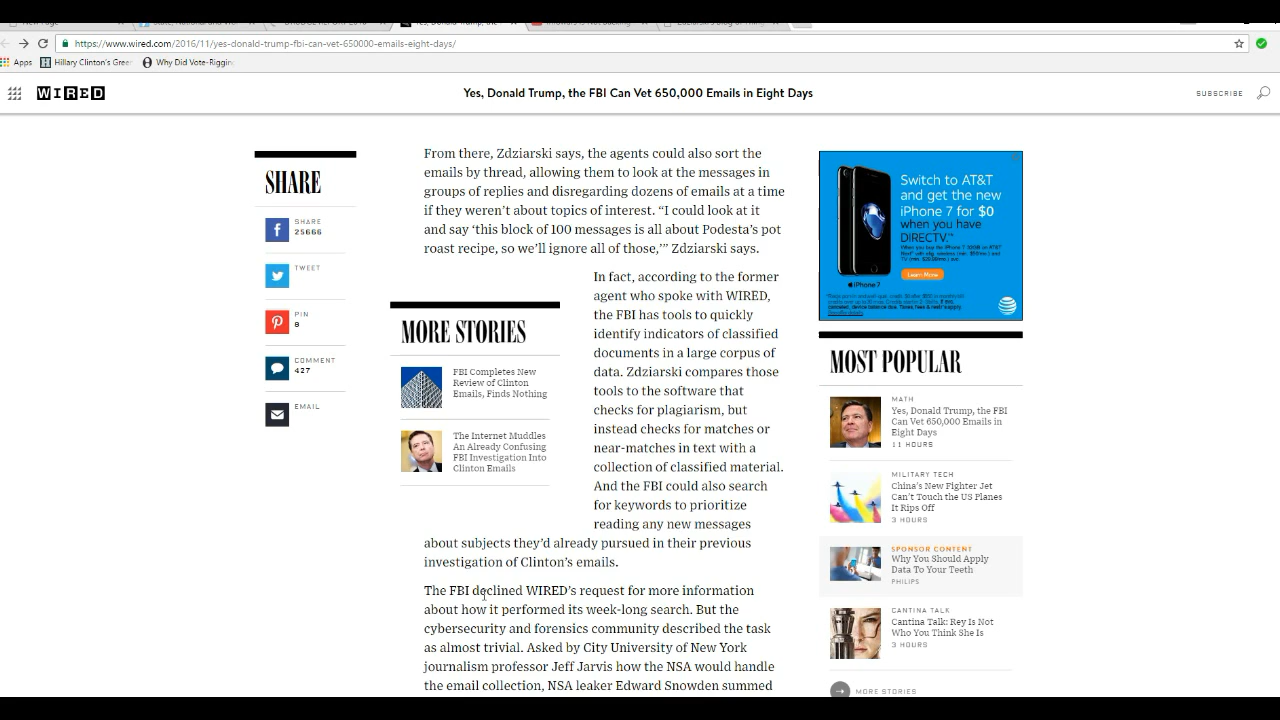 https://www.wired.com/2016/11/yes-donald-trump-fbi-can-vet-650000-emails-eight-days/
Apps
Hillary Clinton's Gree
Why Did Vote-Riggin
WIRED
Yes, Donald Trump, the FBI Can Vet 650,000 Emails in Eight Days
SUBSCRIBE
SHARE
SHARE
25666
TWEET
PIN
COMMENT
427
EMAIL
From there, Zdziarski says, the agents could also sort the
emails by thread, allowing them to look at the messages in
groups of replies and disregarding dozens of emails at a time
if they weren't about topics of interest. “I could look at it
and say ‘this block of 100 messages is all about Podesta's pot
roast recipe, so we'll ignore all of those,’” Zdziarski says.
MORE STORIES
FBI Completes New
Review of Clinton
Emails, Finds Nothing
The Internet Muddles
An Already Confusing
FBI Investigation Into
Clinton Emails
In fact, according to the former
agent who spoke with WIRED,
the FBI has tools to quickly
identify indicators of classified
documents in a large corpus of
data. Zdziarski compares those
tools to the software that
checks for plagiarism, but
instead checks for matches or
near-matches in text with a
collection of classified material.
And the FBI could also search
for keywords to prioritize
reading any new messages
about subjects they'd already pursued in their previous
investigation of Clinton's emails.
The FBI declined WIRED's request for more information
about how it performed its week-long search. But the
cybersecurity and forensics community described the task
as almost trivial. Asked by City University of New York
journalism professor Jeff Jarvis how the NSA would handle
the email collection, NSA leaker Edward Snowden summed
Switch to AT&T
and get the new
iPhone 7 for $0
when you have
DIRECTV.
Learn More
iPhone 7
MOST POPULAR
MATH
Yes, Donald Trump, the FBI
Can Vet 650,000 Emails in
Eight Days
11 HOURS
MILITARY TECH
China's New Fighter Jet
Can't Touch the US Planes
It Rips Off
3 HOURS
SPONSOR CONTENT
Why You Should Apply
Data To Your Teeth
PHILIPS
CANTINA TALK
Cantina Talk: Rey Is Not
Who You Think She Is
3 HOURS
MORE STORIES